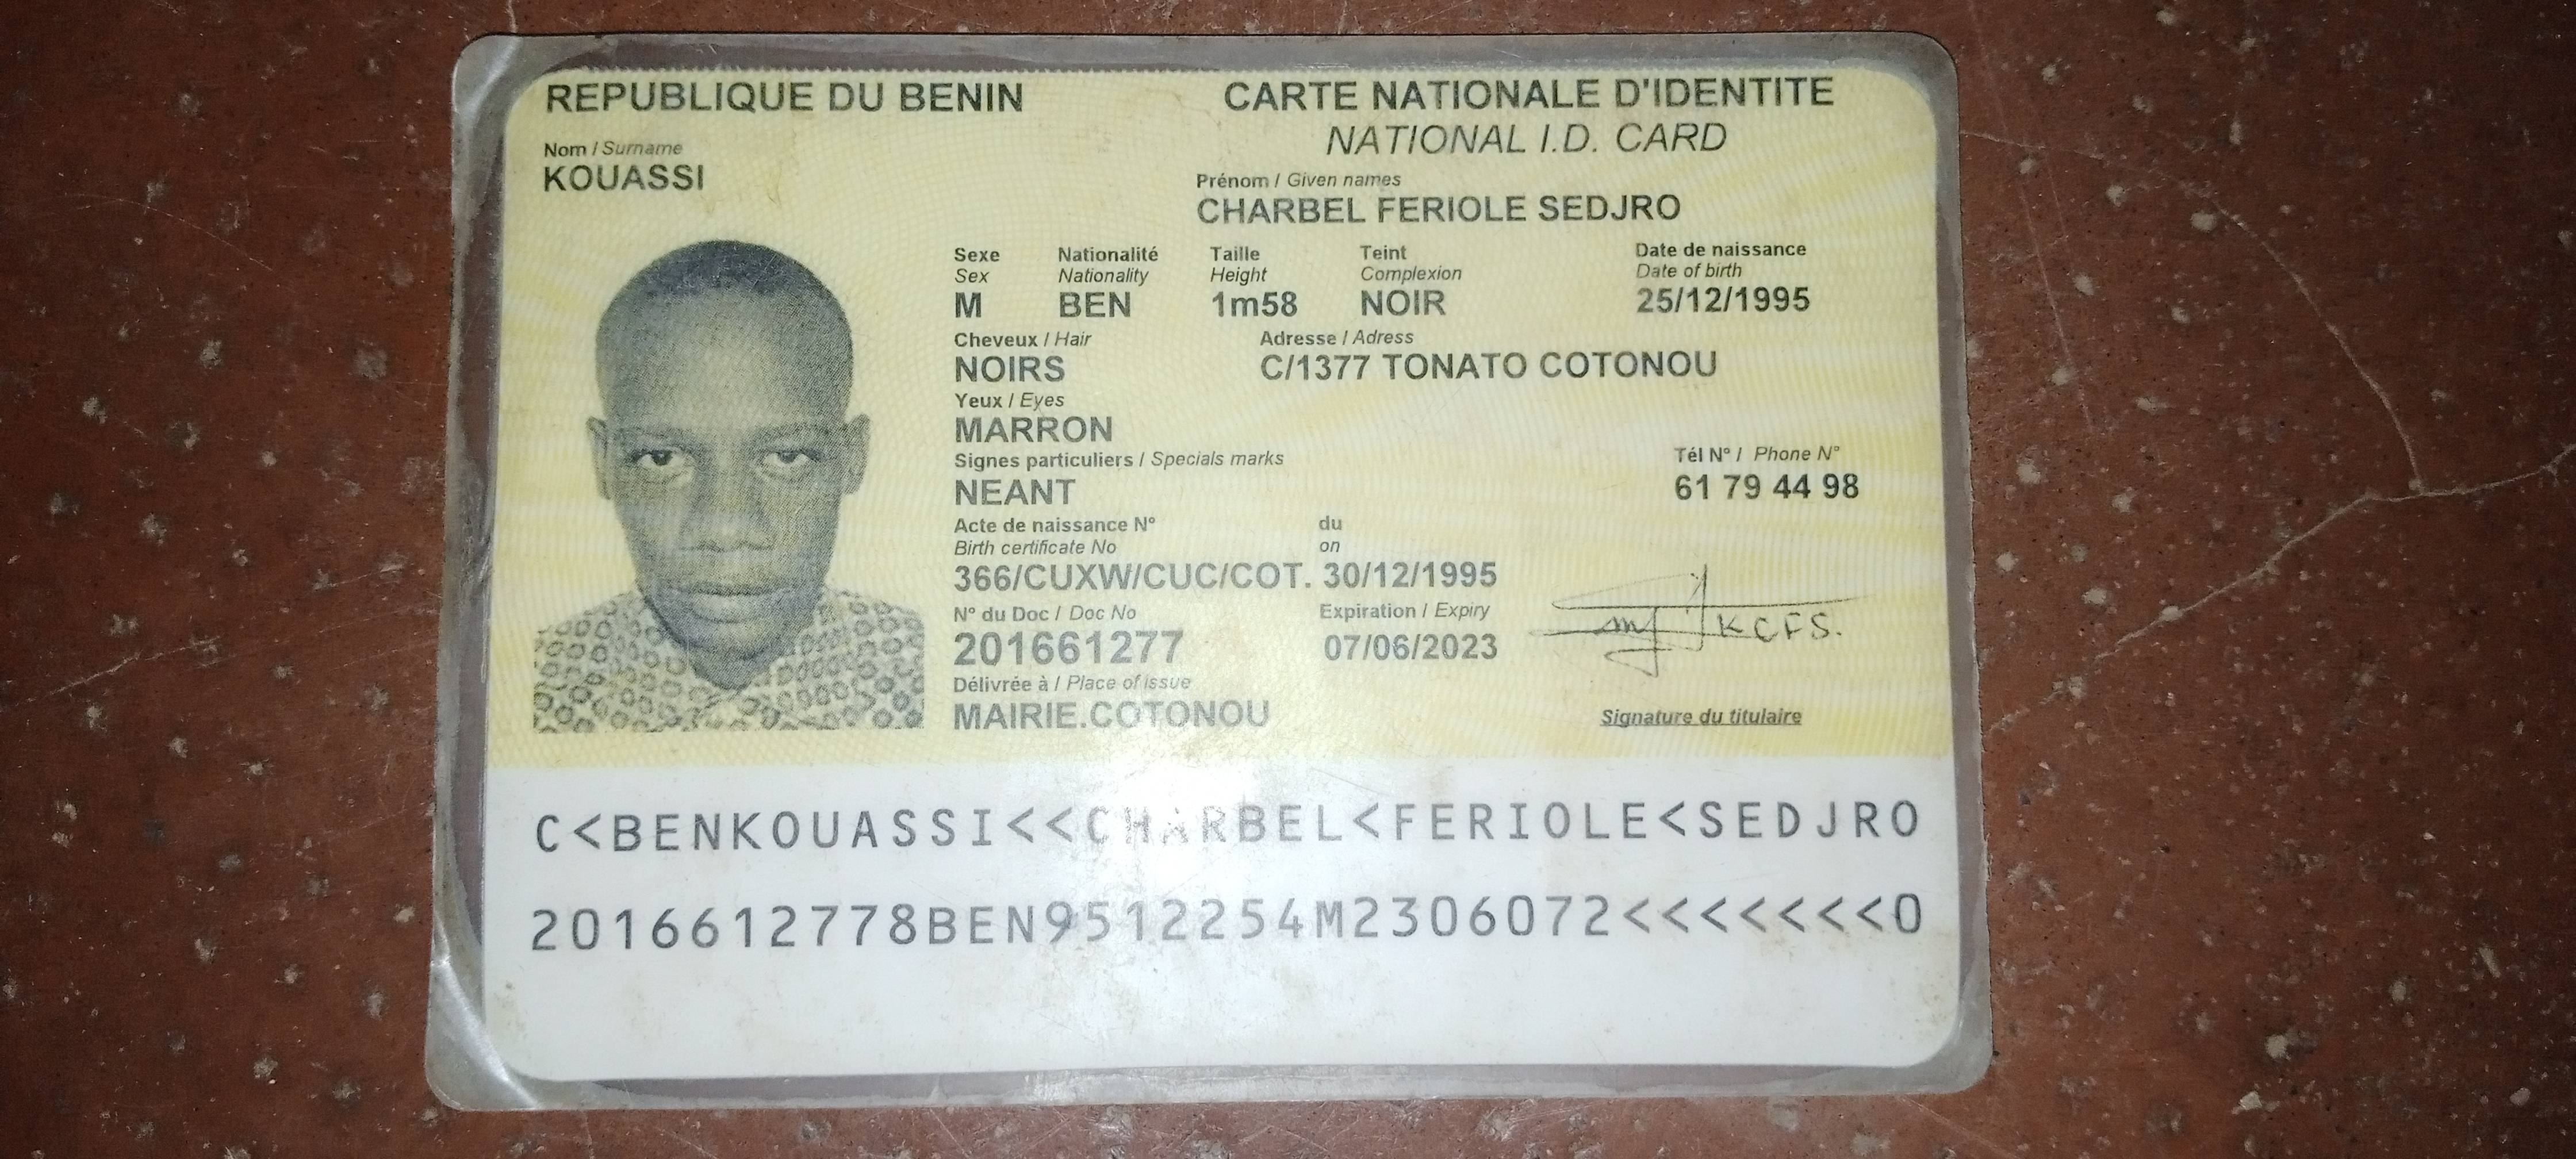 REPUBLIQUE DU BENIN
CARTE NATIONALE D'IDENTITE
NATIONAL I.D. CARD
Nom / Surname
KOUASSI
Prénom / Given names
CHARBEL FERIOLE SEDJRO
Sexe Nationalité Taille Teint Date de naissance
Sex Nationality Height Complexion Date of birth
M BEN 1m58 NOIR 25/12/1995
Cheveux / Hair Adresse / Adress
NOIRS C/1377 TONATO COTONOU
Yeux / Eyes
MARRON
Signes particuliers / Specials marks Tél N° / Phone N°
NEANT 61 79 44 98
Acte de naissance N° du
Birth certificate No on
366/CUXW/CUC/COT. 30/12/1995
N° du Doc / Doc No Expiration / Expiry
201661277 07/06/2023
KCFS.
Délivrée à / Place of issue
MAIRIE.COTONOU
Signature du titulaire
C<BENKOUASSI<<CHARBEL<FERIOLE<SEDJRO
2016612778BEN9512254M2306072<<<<<<<0